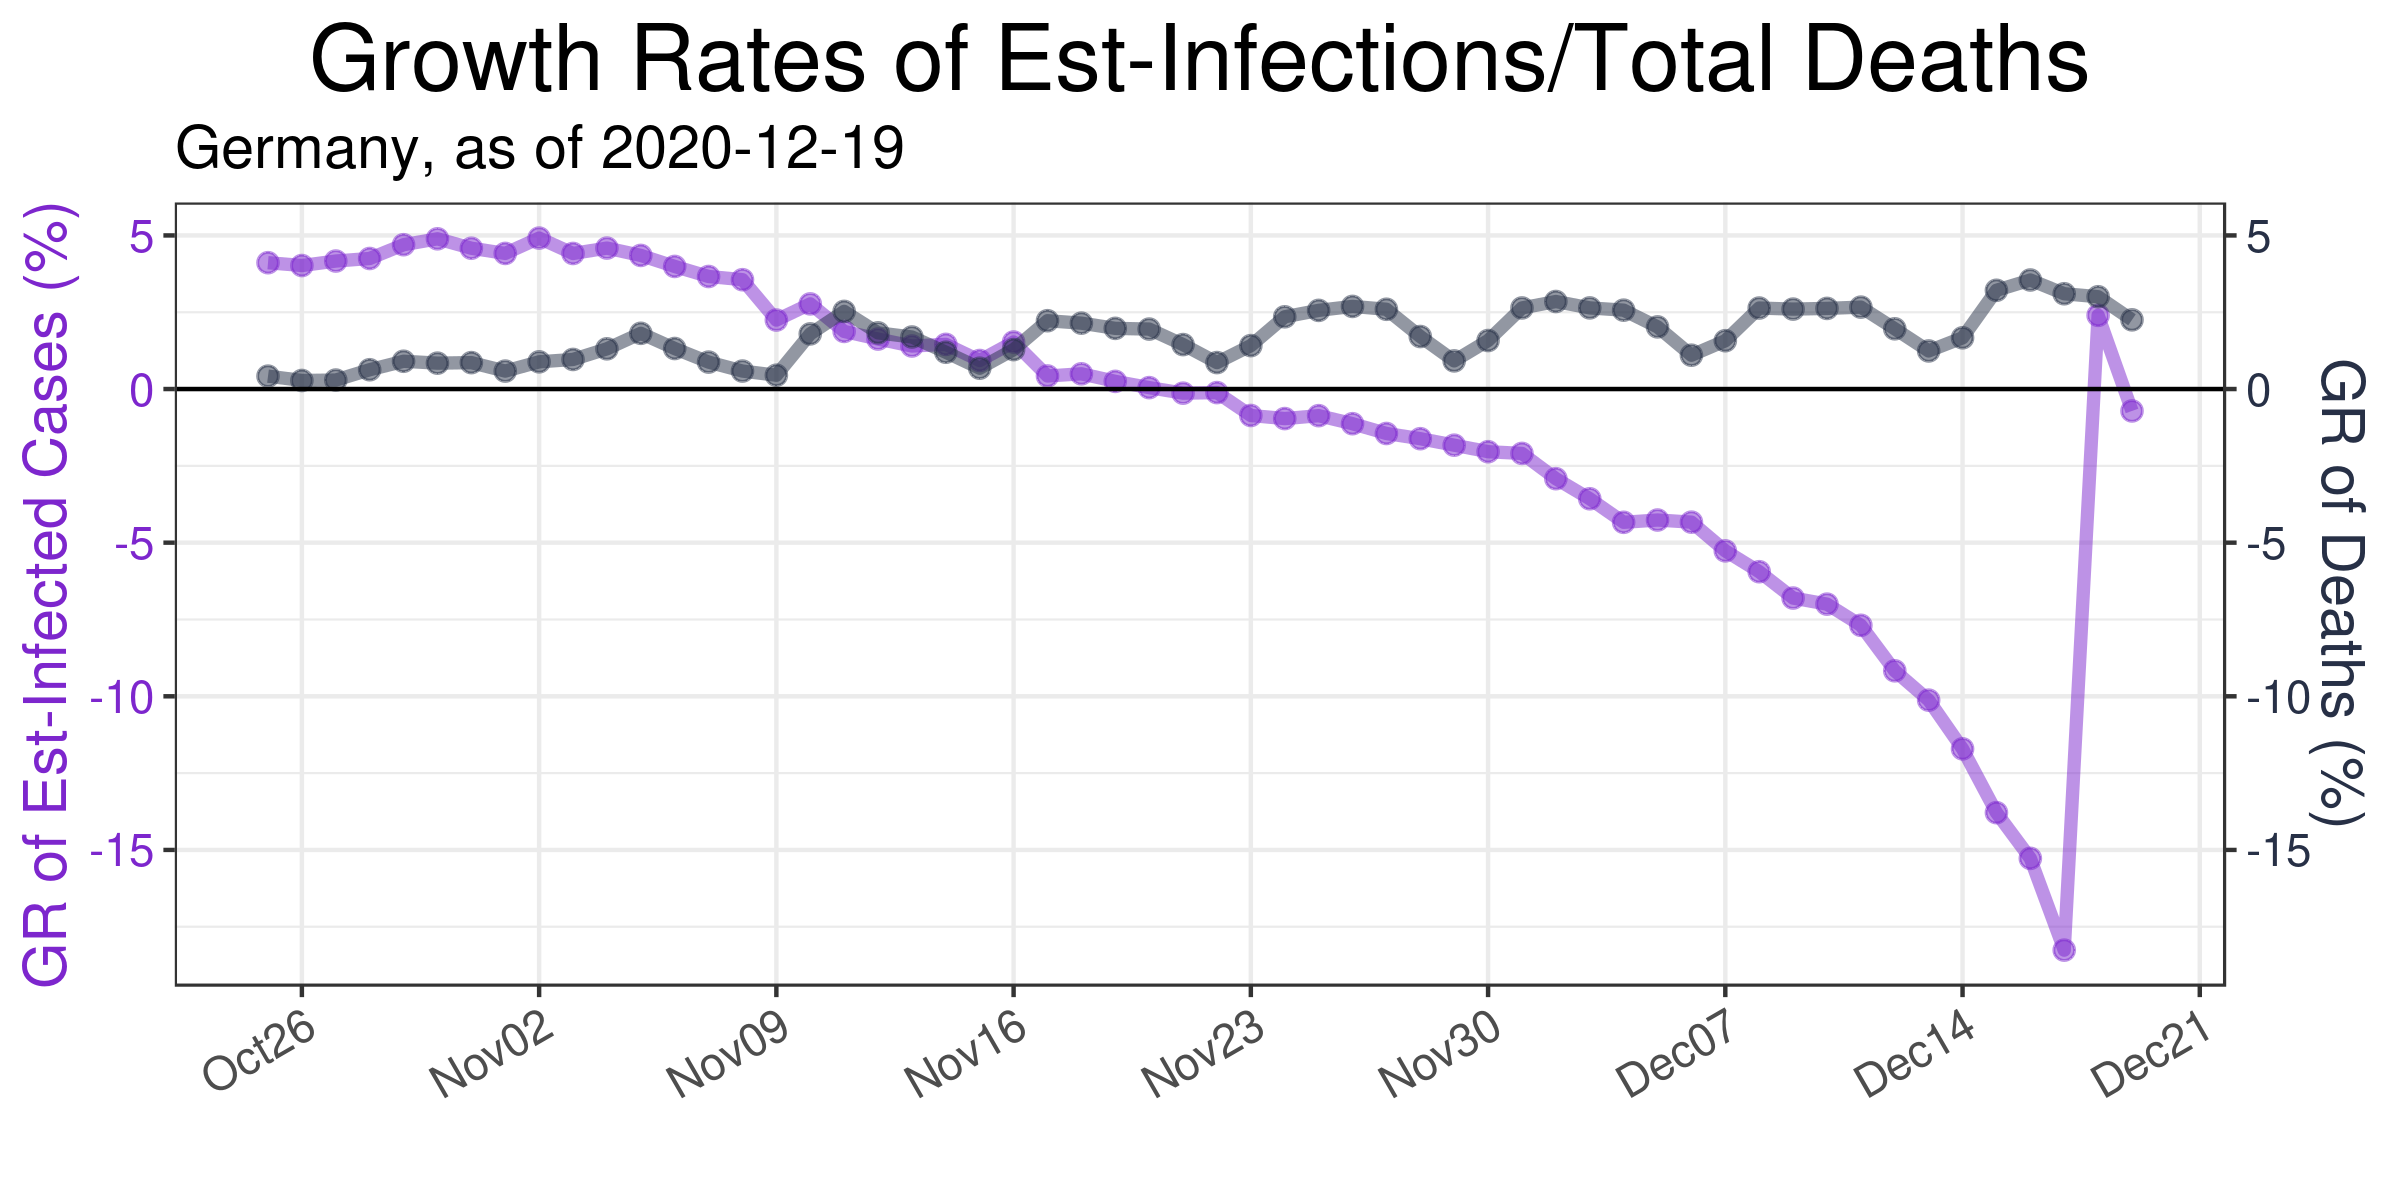 Growth Rates of Est-Infections/Total Deaths
Germany, as of 2020-12-19
GR of Est-Infected Cases (%)
5
0
-5
-10
-15
5
0
-5
-10
-15
GR of Deaths (%)
Oct26
Nov02
Nov09
Nov16
Nov23
Nov30
Dec07
Dec14
Dec21